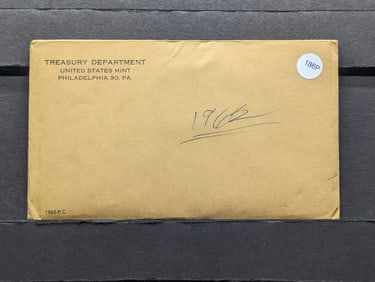 TREASURY DEPARTMENT
UNITED STATES MINT
PHILADELPHIA 30, PA.
186P
1962
1962-P.C.